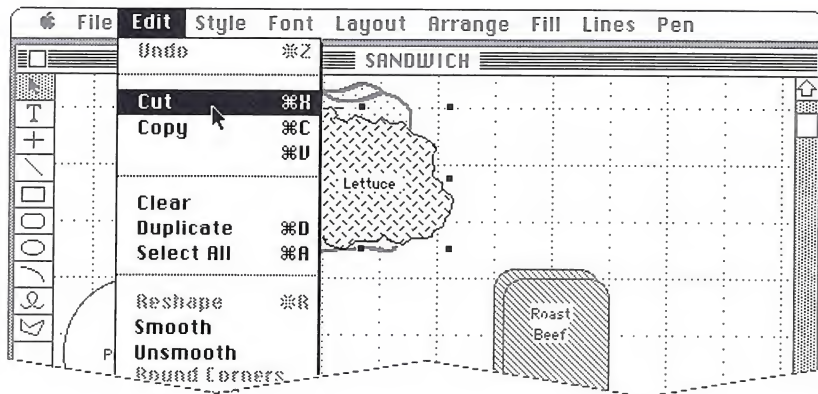 File Edit Style Font Layout Arrange Fill Lines Pen
SANDWICH
Undo ⌘Z
Cut ⌘X
Copy ⌘C
⌘V
Clear
Duplicate ⌘D
Select All ⌘A
Reshape ⌘R
Smooth
Unsmooth
Round Corners
T
Lettuce
Roast
Beef